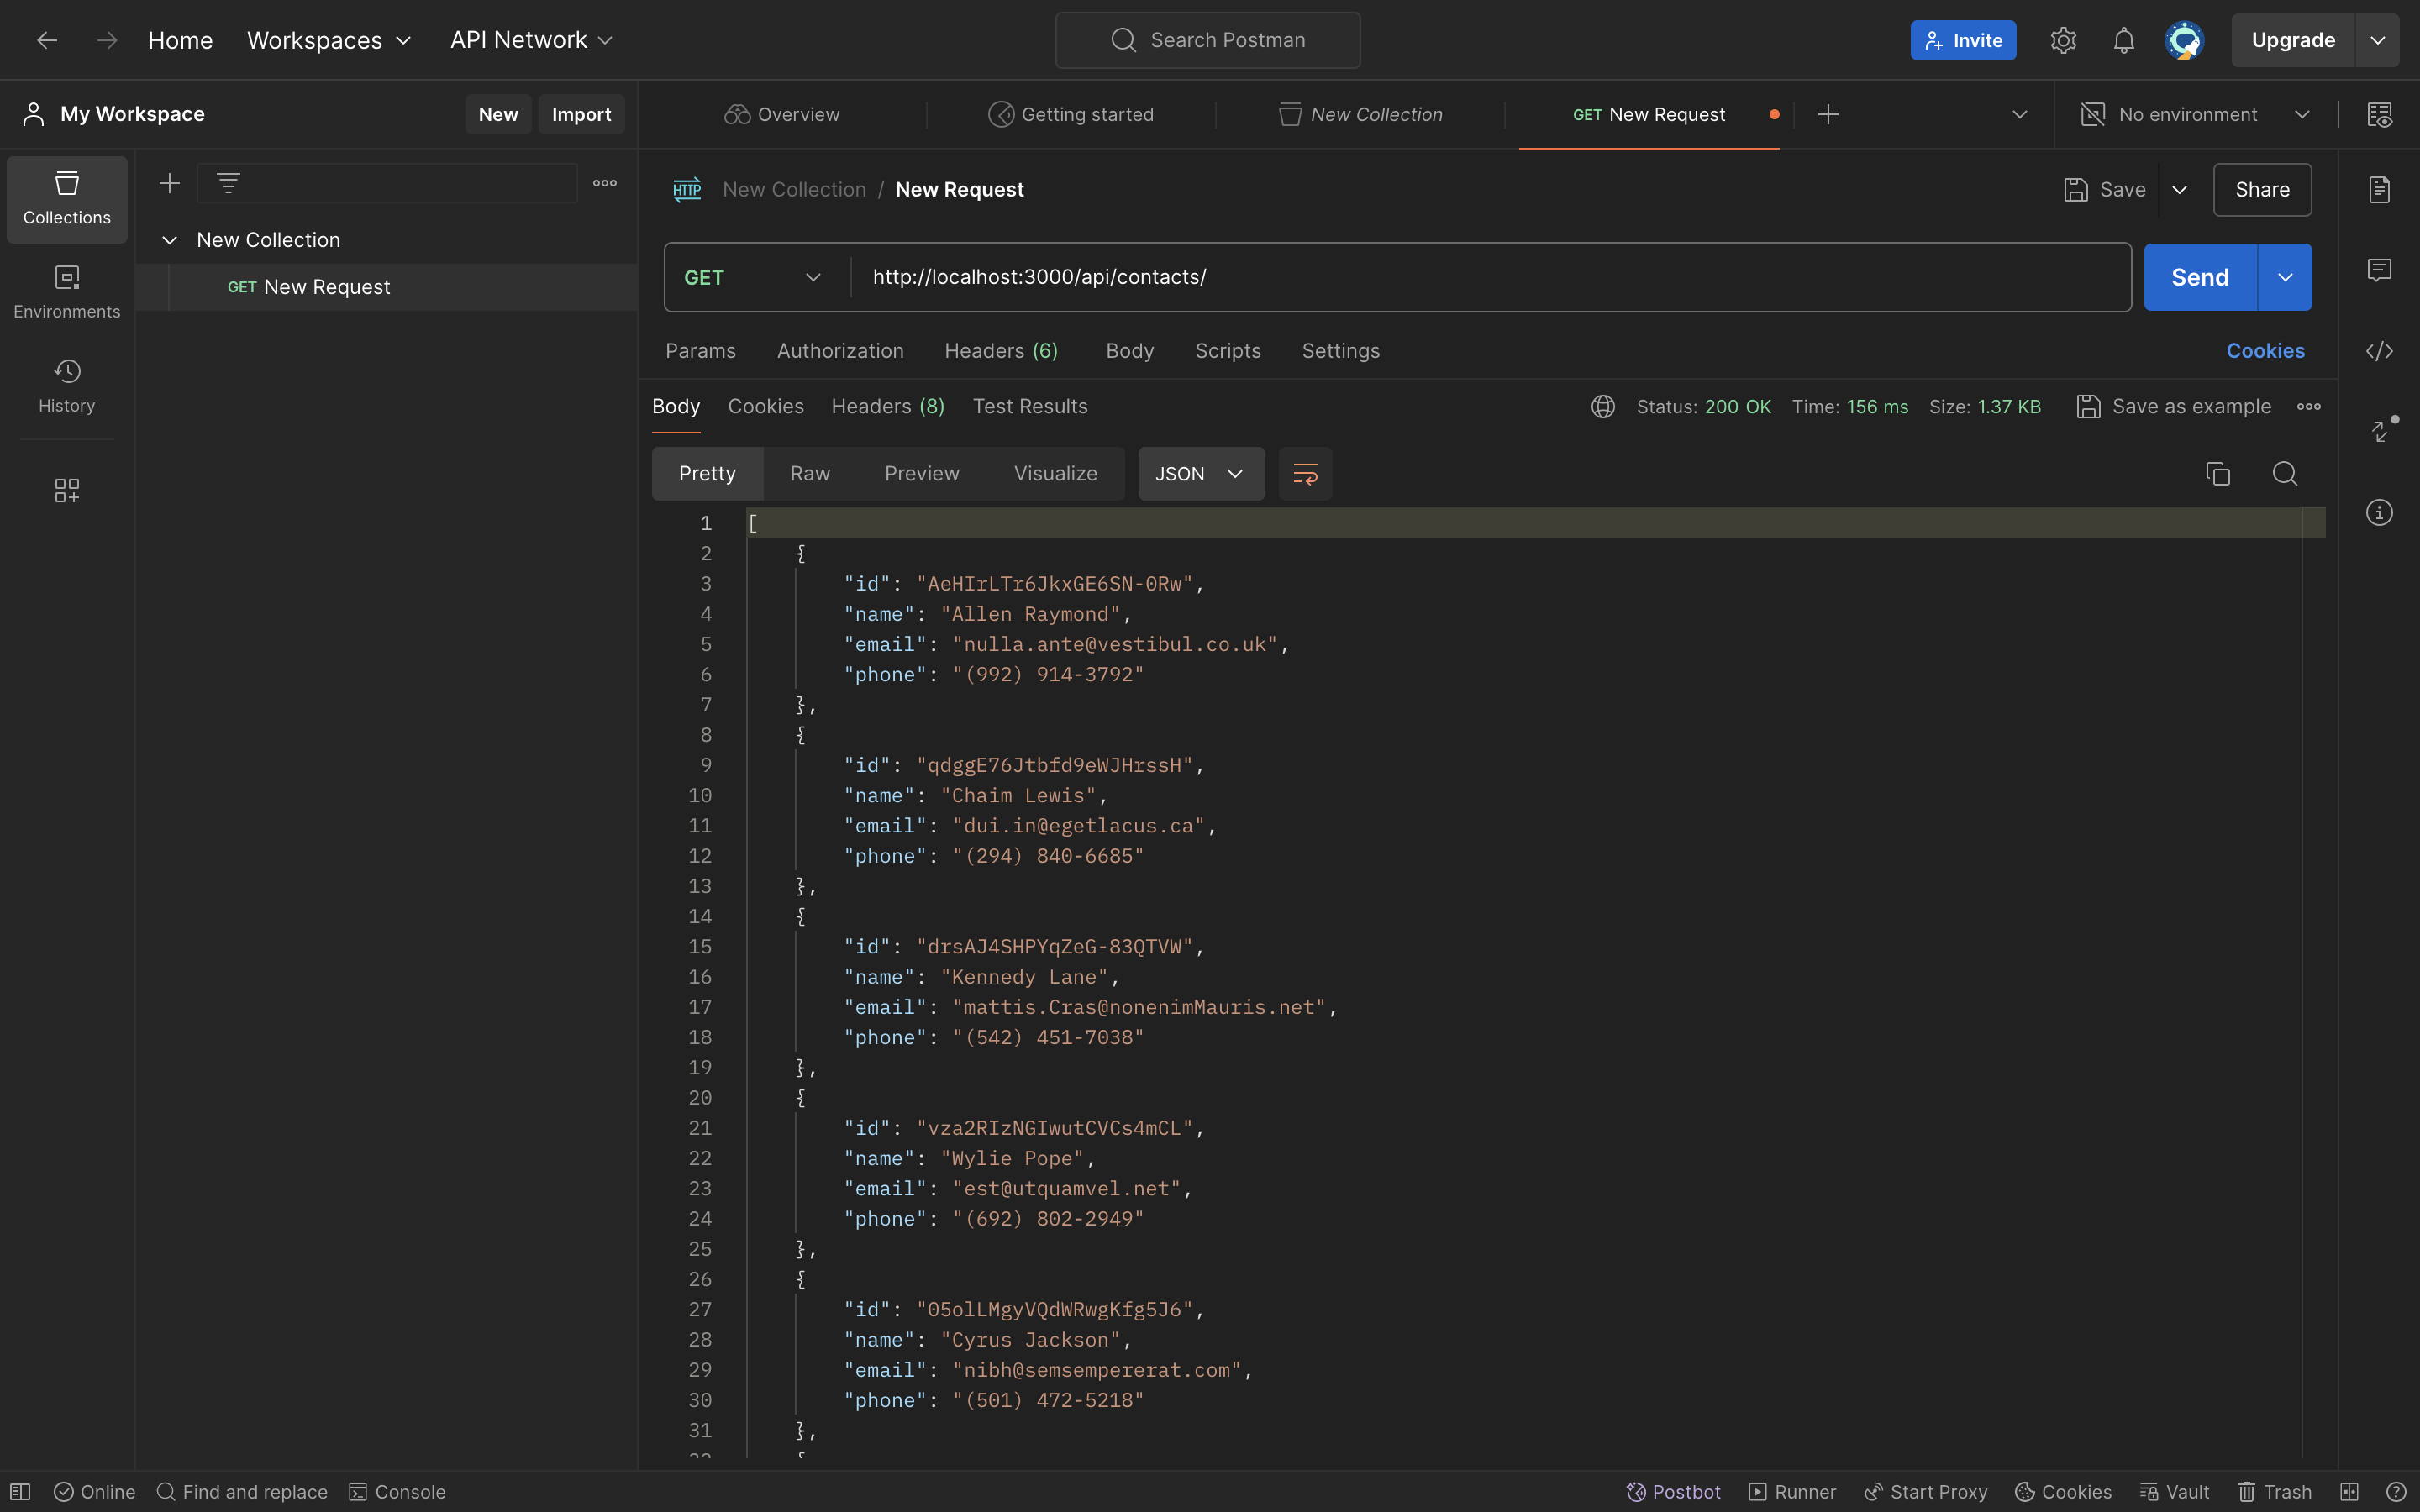 Home Workspaces API Network Search Postman Invite Upgrade
My Workspace New Import Overview Getting started New Collection GET New Request No environment
Collections
Environments
History
New Collection
GET New Request
HTTP New Collection / New Request Save Share
GET http://localhost:3000/api/contacts/ Send
Params Authorization Headers (6) Body Scripts Settings Cookies
Body Cookies Headers (8) Test Results Status: 200 OK Time: 156 ms Size: 1.37 KB Save as example
Pretty Raw Preview Visualize JSON
1 [
2 {
3 "id": "AeHIrLTr6JkxGE6SN-0Rw",
4 "name": "Allen Raymond",
5 "email": "nulla.ante@vestibul.co.uk",
6 "phone": "(992) 914-3792"
7 },
8 {
9 "id": "qdggE76Jtbfd9eWJHrssH",
10 "name": "Chaim Lewis",
11 "email": "dui.in@egetlacus.ca",
12 "phone": "(294) 840-6685"
13 },
14 {
15 "id": "drsAJ4SHPYqZeG-83QTVW",
16 "name": "Kennedy Lane",
17 "email": "mattis.Cras@nonenimMauris.net",
18 "phone": "(542) 451-7038"
19 },
20 {
21 "id": "vza2RIzNGIwutCVCs4mCL",
22 "name": "Wylie Pope",
23 "email": "est@utquamvel.net",
24 "phone": "(692) 802-2949"
25 },
26 {
27 "id": "05olLMgyVQdWRwgKfg5J6",
28 "name": "Cyrus Jackson",
29 "email": "nibh@semsempererat.com",
30 "phone": "(501) 472-5218"
31 },
Online Find and replace Console Postbot Runner Start Proxy Cookies Vault Trash